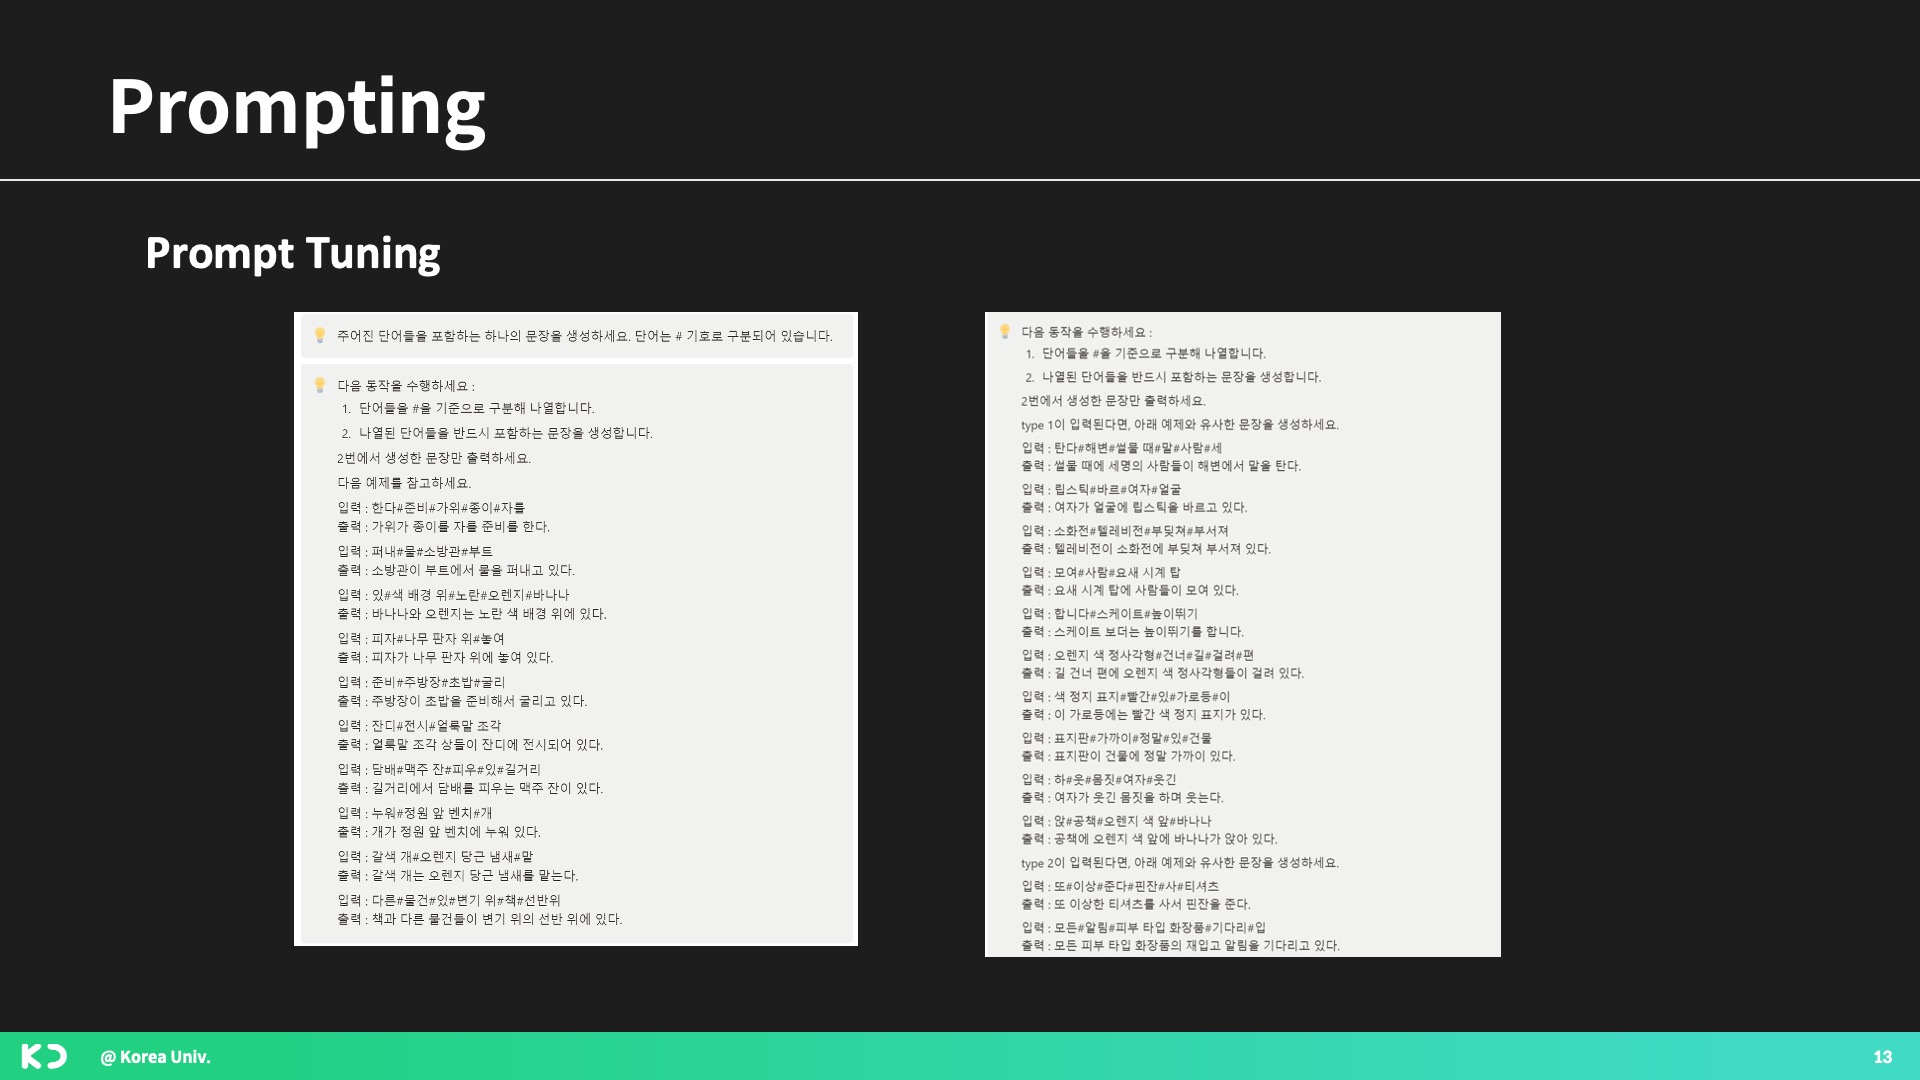 Prompting
Prompt Tuning
주어진 단어들을 포함하는 하나의 문장을 생성하세요. 단어는 # 기호로 구분되어 있습니다.
다음 동작을 수행하세요 :
1. 단어들을 #을 기준으로 구분해 나열합니다.
2. 나열된 단어들을 반드시 포함하는 문장을 생성합니다.
2번에서 생성한 문장만 출력하세요.
다음 예제를 참고하세요.
입력 : 한다#준비#가위#종이#자를
출력 : 가위가 종이를 자를 준비를 한다.
입력 : 퍼내#물#소방관#부트
출력 : 소방관이 부트에서 물을 퍼내고 있다.
입력 : 있#색 배경 위#노란#오렌지#바나나
출력 : 바나나와 오렌지는 노란 색 배경 위에 있다.
입력 : 피자#나무 판자 위#놓여
출력 : 피자가 나무 판자 위에 놓여 있다.
입력 : 준비#주방장#초밥#굴리
출력 : 주방장이 초밥을 준비해서 굴리고 있다.
입력 : 잔디#전시#얼룩말 조각
출력 : 얼룩말 조각 상들이 잔디에 전시되어 있다.
입력 : 담배#맥주 잔#피우#있#길거리
출력 : 길거리에서 담배를 피우는 맥주 잔이 있다.
입력 : 누워#정원 앞 벤치#개
출력 : 개가 정원 앞 벤치에 누워 있다.
입력 : 갈색 개#오렌지 당근 냄새#맡
출력 : 갈색 개는 오렌지 당근 냄새를 맡는다.
입력 : 다른#물건#있#변기 위#책#선반위
출력 : 책과 다른 물건들이 변기 위의 선반 위에 있다.
다음 동작을 수행하세요 :
1. 단어들을 #을 기준으로 구분해 나열합니다.
2. 나열된 단어들을 반드시 포함하는 문장을 생성합니다.
2번에서 생성한 문장만 출력하세요.
type 1이 입력된다면, 아래 예제와 유사한 문장을 생성하세요.
입력 : 탄다#해변#썰물 때#말#사람#세
출력 : 썰물 때에 세명의 사람들이 해변에서 말을 탄다.
입력 : 립스틱#바르#여자#얼굴
출력 : 여자가 얼굴에 립스틱을 바르고 있다.
입력 : 소화전#텔레비전#부딪쳐#부서져
출력 : 텔레비전이 소화전에 부딪쳐 부서져 있다.
입력 : 모여#사람#요새 시계 탑
출력 : 요새 시계 탑에 사람들이 모여 있다.
입력 : 합니다#스케이트#높이뛰기
출력 : 스케이트 보더는 높이뛰기를 합니다.
입력 : 오렌지 색 정사각형#건너#길#걸려#편
출력 : 길 건너 편에 오렌지 색 정사각형들이 걸려 있다.
입력 : 색 정지 표지#빨간#있#가로등#이
출력 : 이 가로등에는 빨간 색 정지 표지가 있다.
입력 : 표지판#가까이#정말#있#건물
출력 : 표지판이 건물에 정말 가까이 있다.
입력 : 하#웃#몸짓#여자#웃긴
출력 : 여자가 웃긴 몸짓을 하며 웃는다.
입력 : 앉#공책#오렌지 색 앞#바나나
출력 : 공책에 오렌지 색 앞에 바나나가 앉아 있다.
type 2이 입력된다면, 아래 예제와 유사한 문장을 생성하세요.
입력 : 또#이상#준다#핀잔#사#티셔츠
출력 : 또 이상한 티셔츠를 사서 핀잔을 준다.
입력 : 모든#알림#피부 타입 화장품#기다리#입
출력 : 모든 피부 타입 화장품의 재입고 알림을 기다리고 있다.
@ Korea Univ.
13